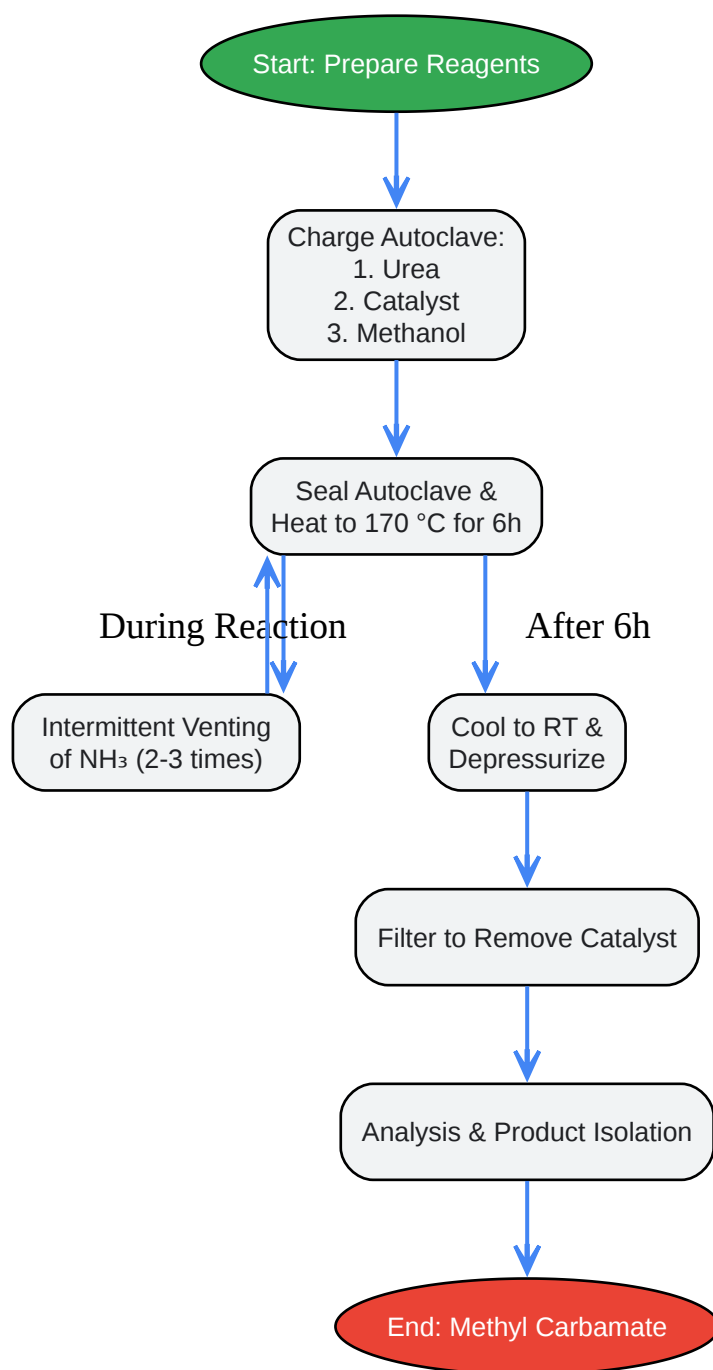 Start: Prepare Reagents
Charge Autoclave:
1. Urea
2. Catalyst
3. Methanol
Seal Autoclave &
Heat to 170 °C for 6h
During Reaction
After 6h
Intermittent Venting
of NH₃ (2-3 times)
Cool to RT &
Depressurize
Filter to Remove Catalyst
Analysis & Product Isolation
End: Methyl Carbamate